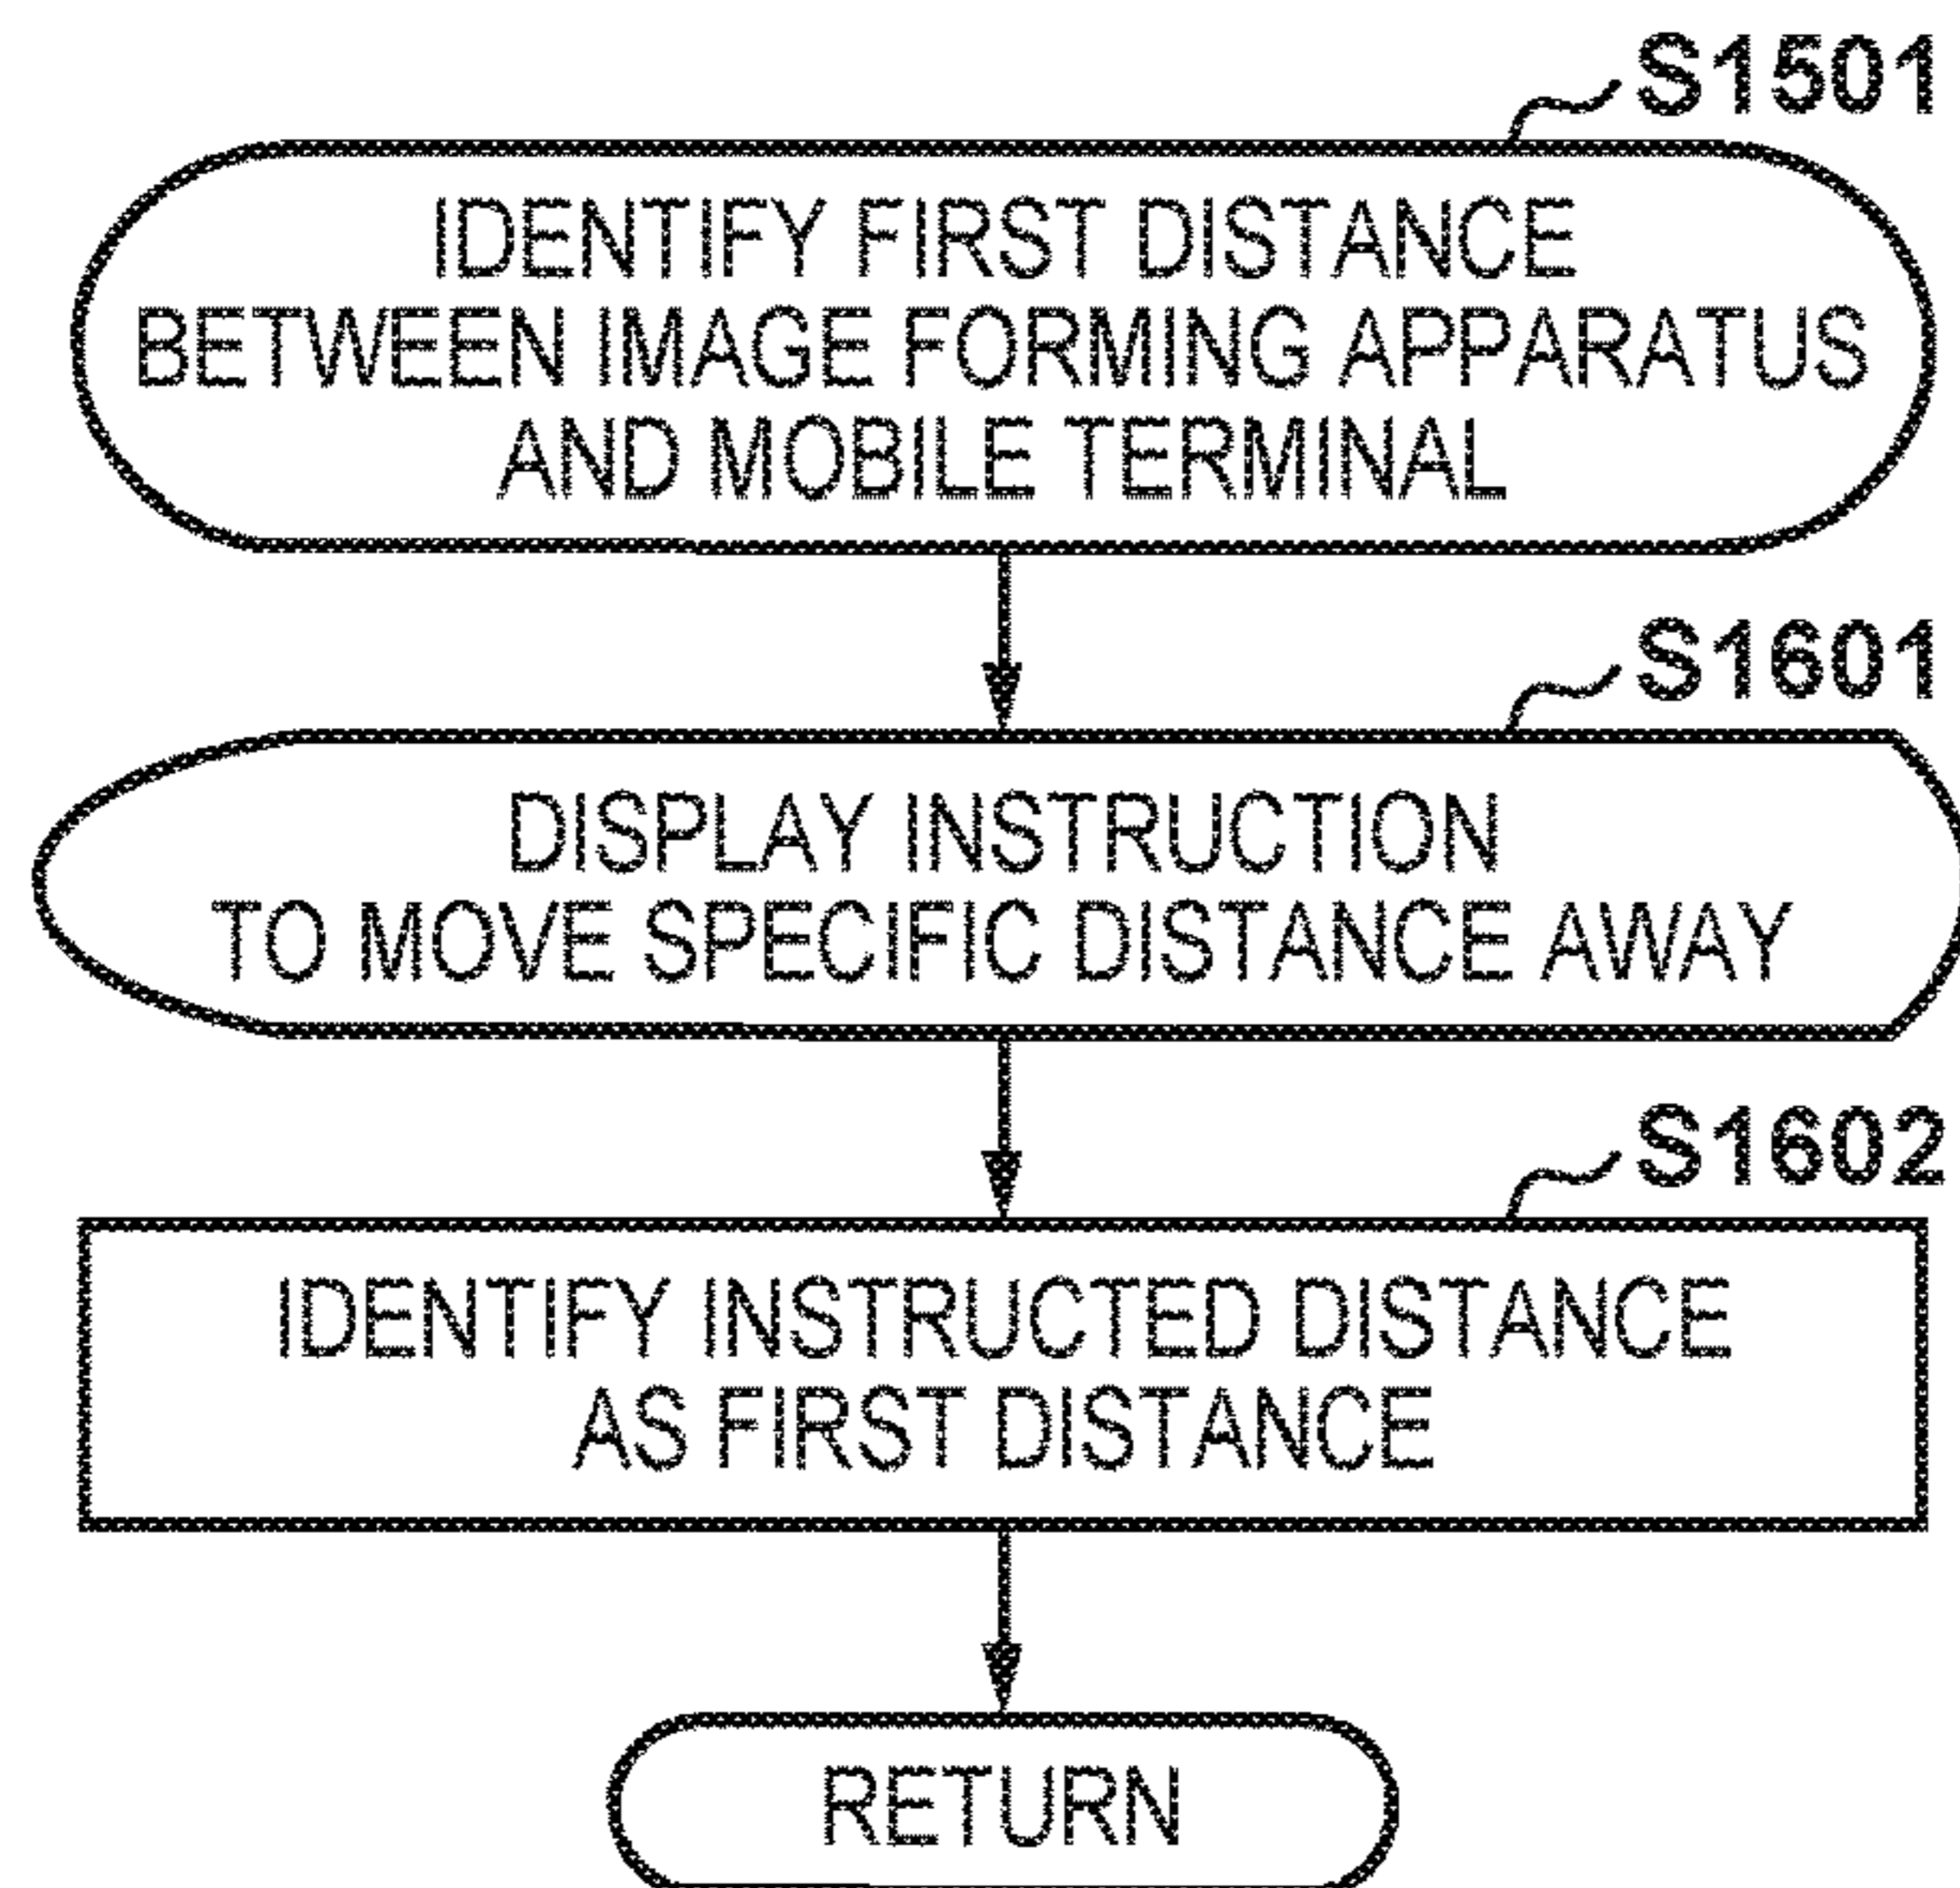 S1501
IDENTIFY FIRST DISTANCE
BETWEEN IMAGE FORMING APPARATUS
AND MOBILE TERMINAL
S1601
DISPLAY INSTRUCTION
TO MOVE SPECIFIC DISTANCE AWAY
S1602
IDENTIFY INSTRUCTED DISTANCE
AS FIRST DISTANCE
RETURN